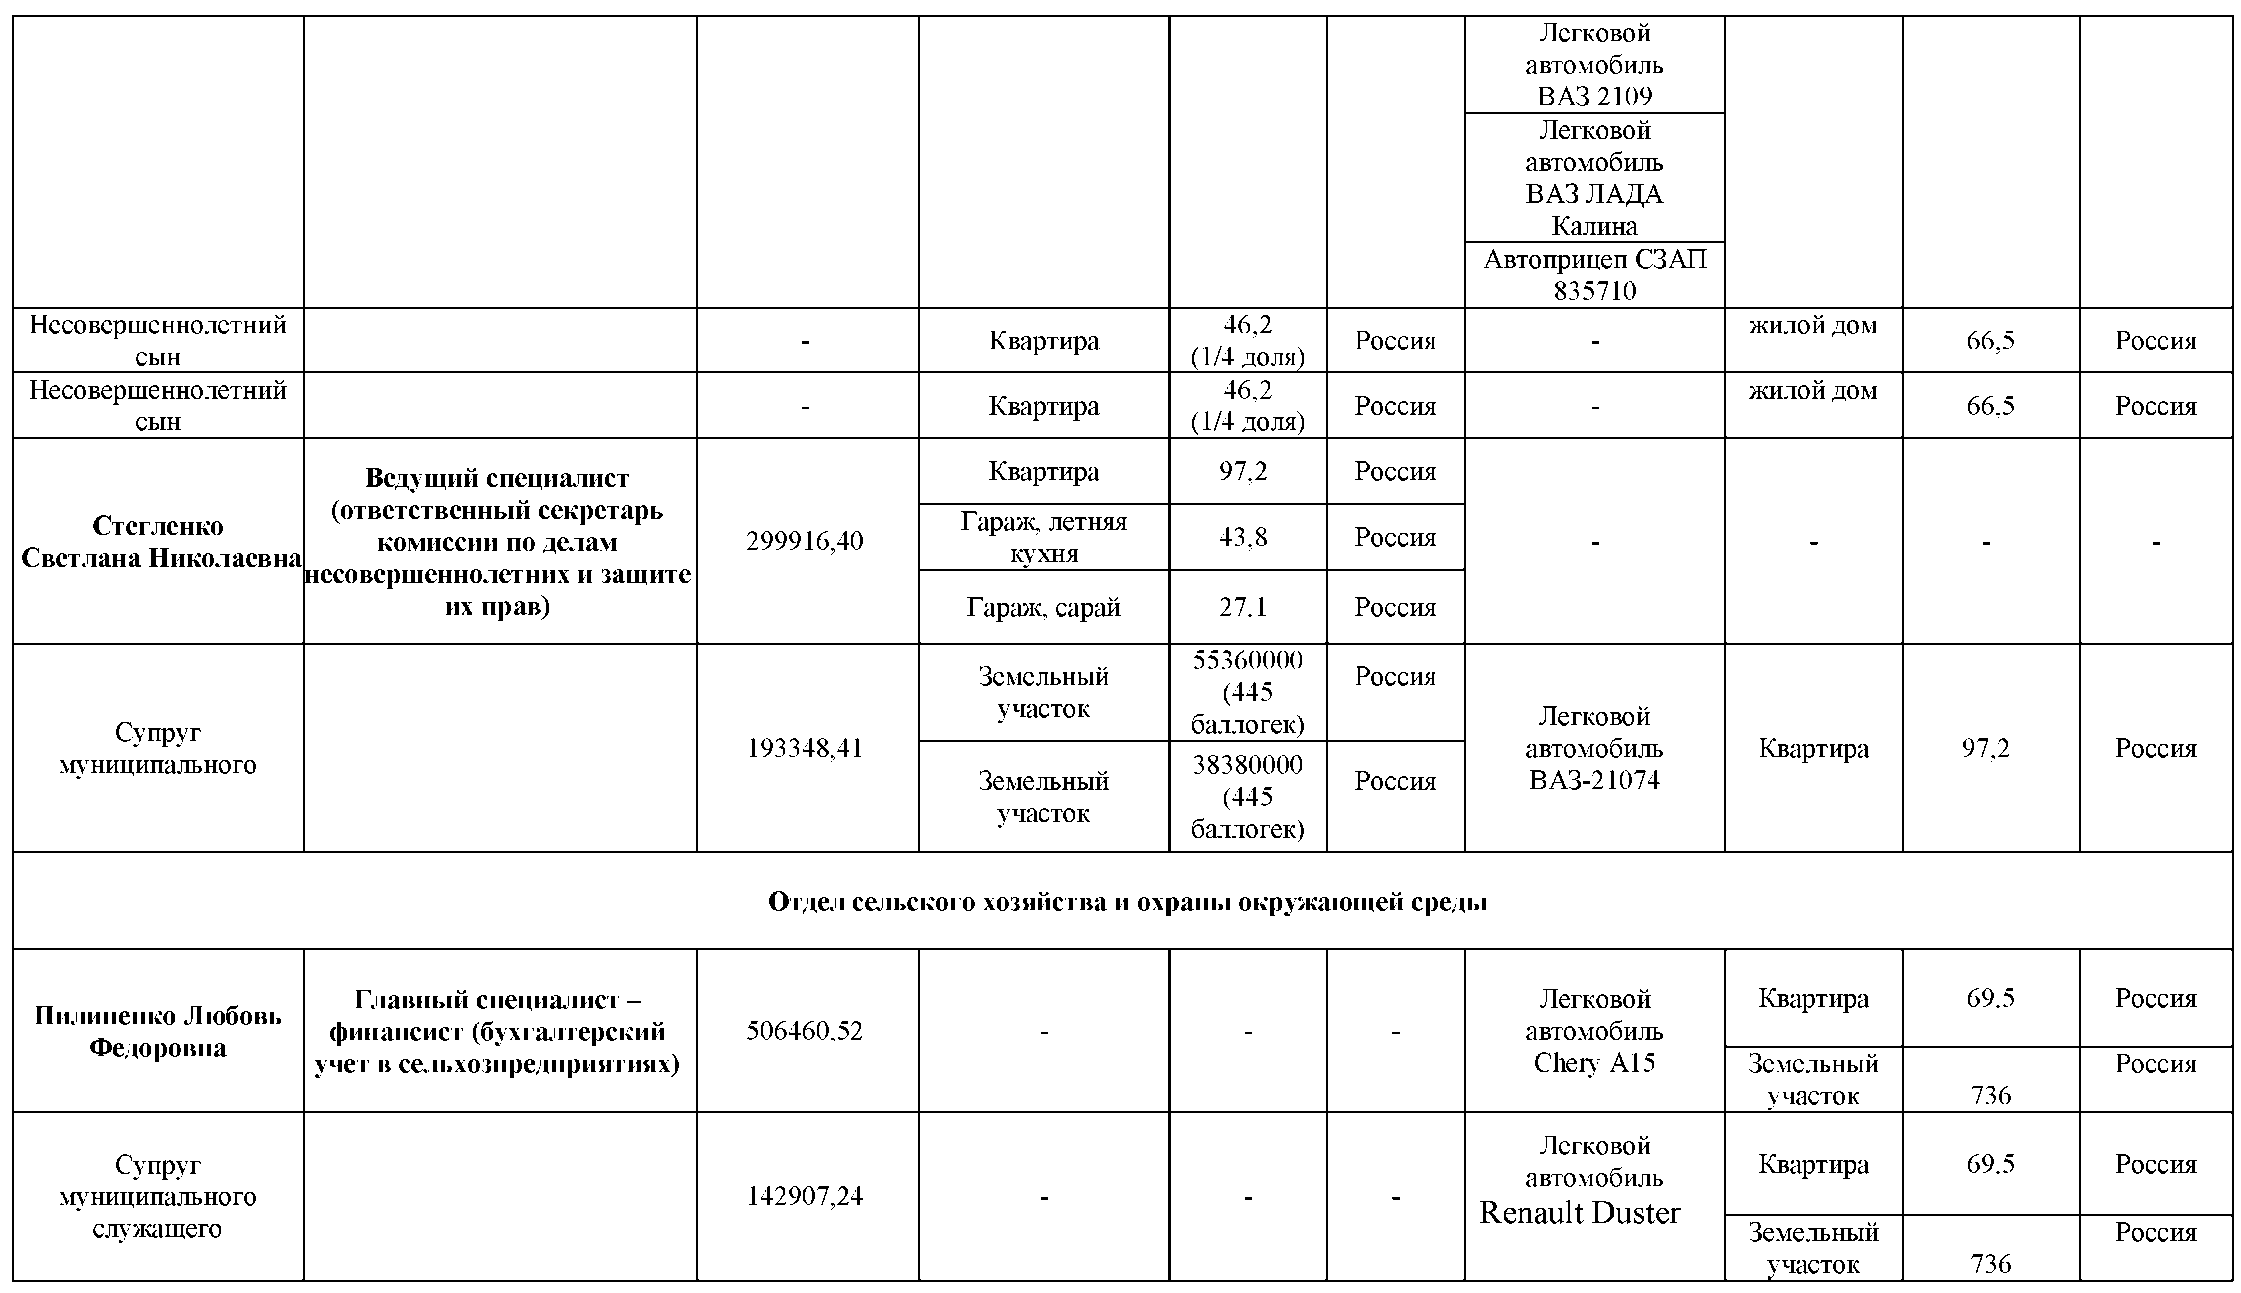 Легковой
автомобиль
ВАЗ 2109
Легковой
автомобиль
ВАЗ ЛАДА
Калина
Автоприцеп СЗАП
835710
Несовершеннолетний
сын
-
Квартира
46,2
(1/4 доля)
Россия
-
жилой дом
66,5
Россия
Несовершеннолетний
сын
-
Квартира
46,2
(1/4 доля)
Россия
-
жилой дом
66,5
Россия
Стегленко
Светлана Николаевна
Ведущий специалист
(ответственный секретарь
комиссии по делам
несовершеннолетних и защите
их прав)
299916,40
Квартира
97,2
Россия
Гараж, летняя
кухня
43,8
Россия
Гараж, сарай
27,1
Россия
-
-
-
-
Супруг
муниципального
193348,41
Земельный
участок
55360000
(445
баллогек)
Россия
Земельный
участок
38380000
(445
баллогек)
Россия
Легковой
автомобиль
ВАЗ-21074
Квартира
97,2
Россия
Отдел сельского хозяйства и охраны окружающей среды
Пилипенко Любовь
Федоровна
Главный специалист –
финансист (бухгалтерский
учет в сельхозпредприятиях)
506460,52
-
-
-
Легковой
автомобиль
Chery A15
Квартира
69,5
Россия
Земельный
участок
736
Россия
Супруг
муниципального
служащего
142907,24
-
-
-
Легковой
автомобиль
Renault Duster
Квартира
69,5
Россия
Земельный
участок
736
Россия